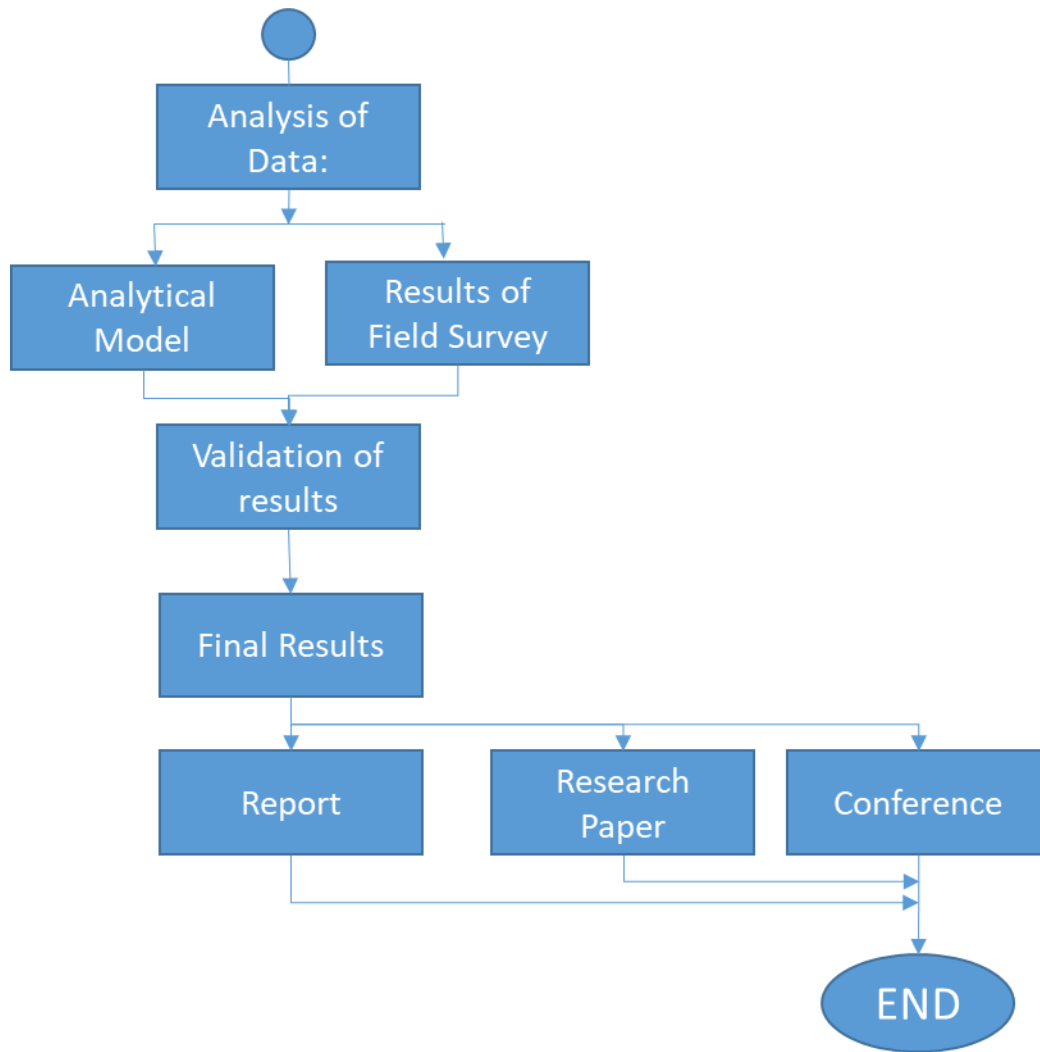 Analysis of
Data:
Analytical
Model
Results of
Field Survey
Validation of
results
Final Results
Report
Research
Paper
Conference
END